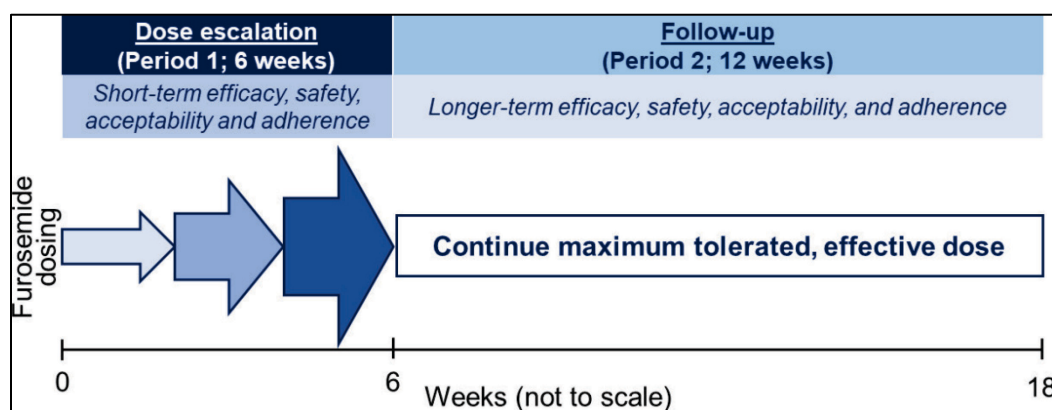 Dose escalation
(Period 1; 6 weeks)
Follow-up
(Period 2; 12 weeks)
Short-term efficacy, safety,
acceptability and adherence
Longer-term efficacy, safety, acceptability, and adherence
Furosemide
dosing
Continue maximum tolerated, effective dose
0
6
18
Weeks (not to scale)